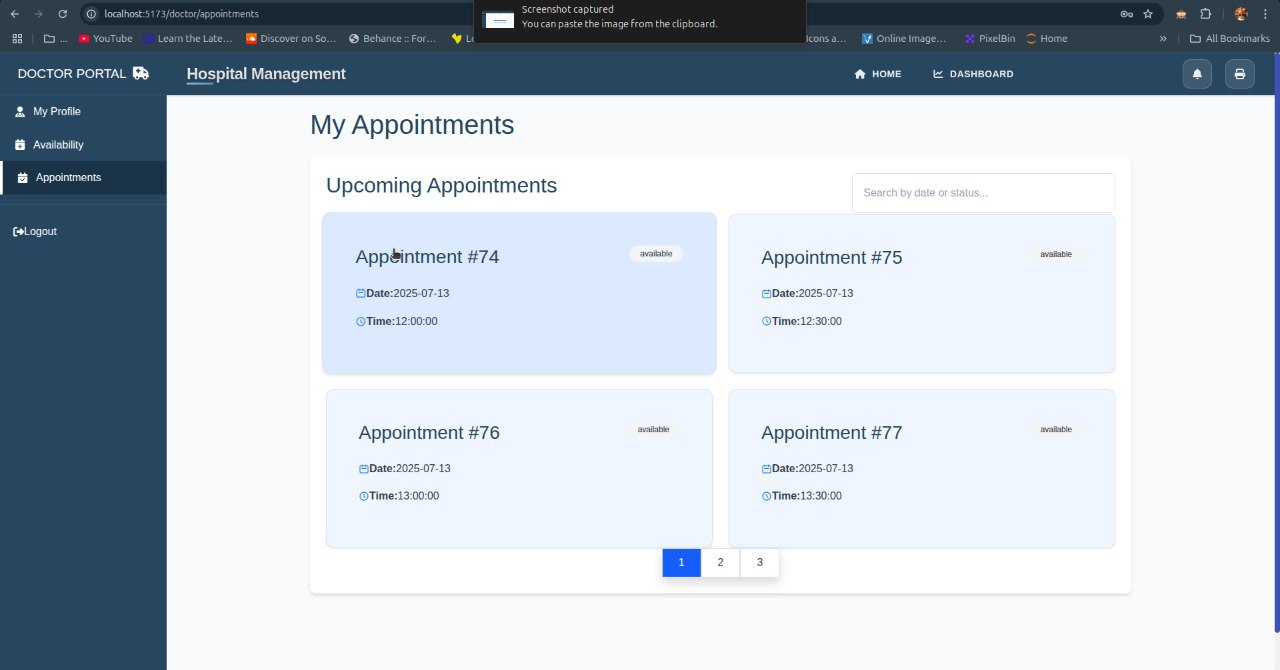 Screenshot captured
You can paste the image from the clipboard.
localhost:5173/doctor/appointments
...
YouTube
Learn the Late...
Discover on So...
Behance :: For...
Icons a...
Online Image...
PixelBin
Home
»
All Bookmarks
DOCTOR PORTAL
Hospital Management
HOME
DASHBOARD
My Profile
Availability
Appointments
Logout
My Appointments
Upcoming Appointments
Search by date or status...
Appointment #74
available
Date:2025-07-13
Time:12:00:00
Appointment #75
available
Date:2025-07-13
Time:12:30:00
Appointment #76
available
Date:2025-07-13
Time:13:00:00
Appointment #77
available
Date:2025-07-13
Time:13:30:00
1 2 3